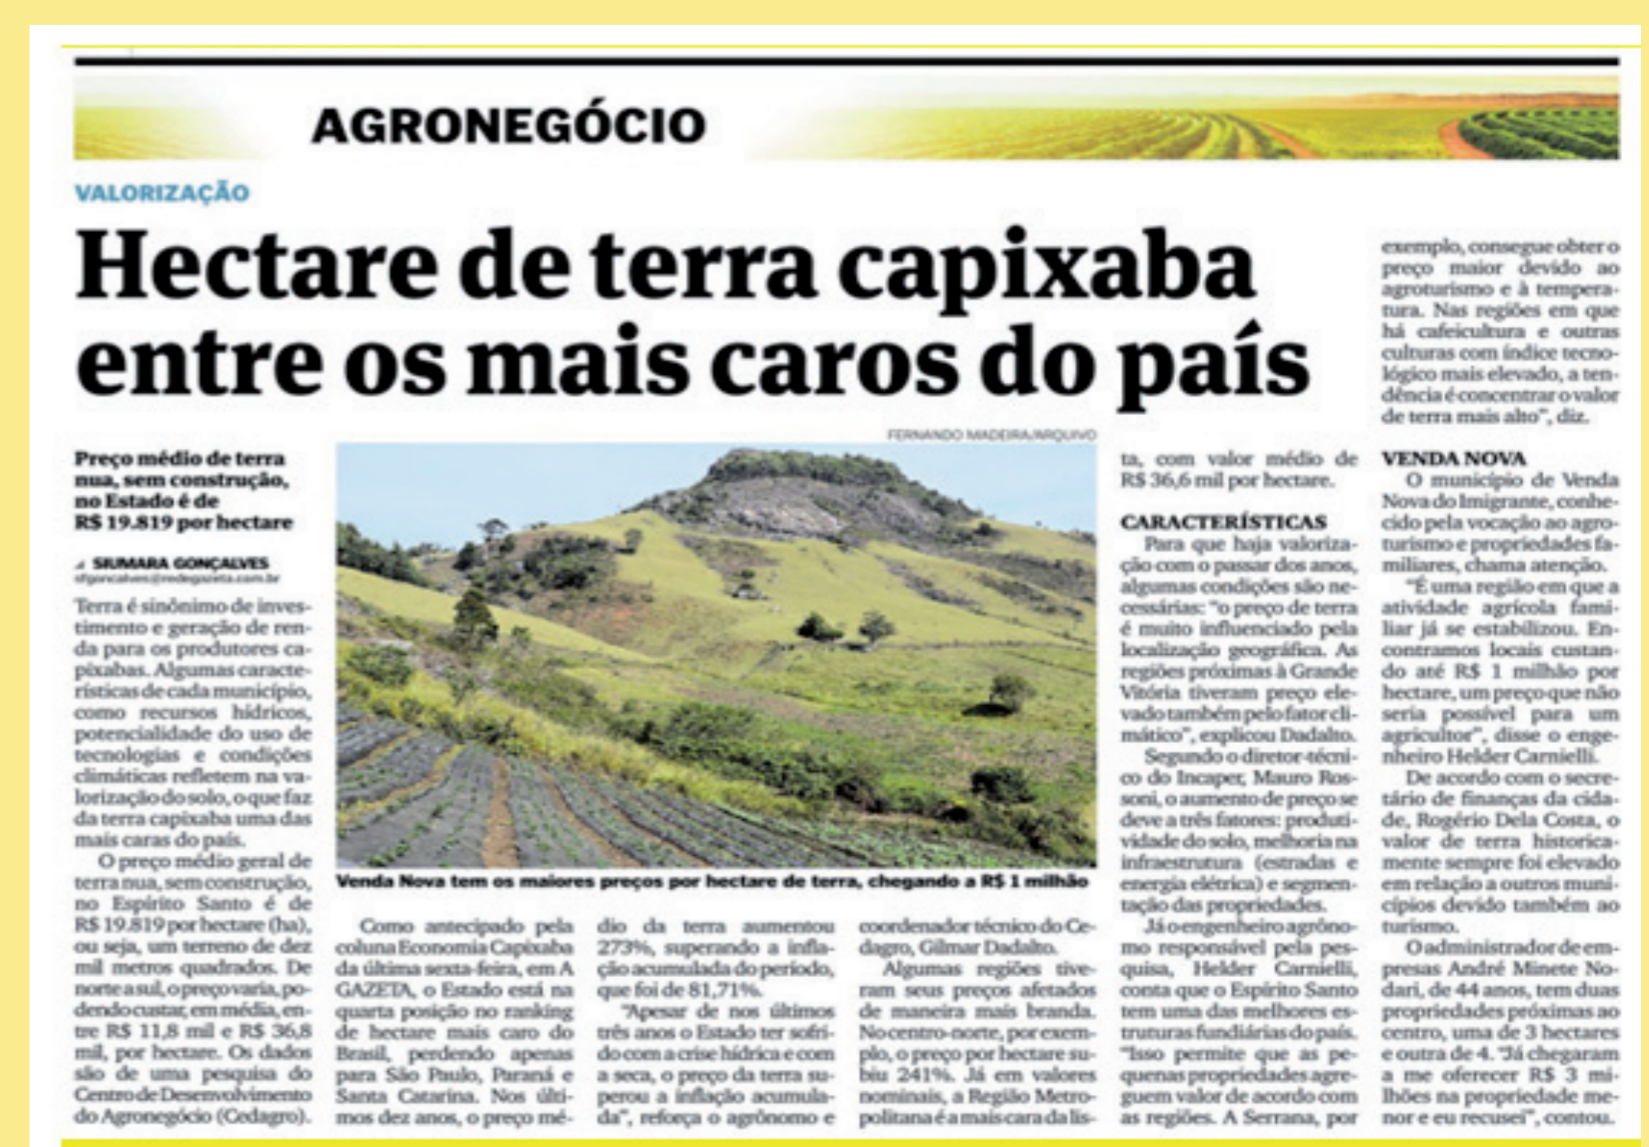 AGRONEGÓCIO
VALORIZAÇÃO
Hectare de terra capixaba
entre os mais caros do país
FERNANDO MADEIRA/ARQUIVO
Preço médio de terra
nua, sem construção,
no Estado é de
R$ 19.819 por hectare
SIUMARA GONÇALVES
sfgoncalves@redegazeta.com.br
Terra é sinônimo de inves-
timento e geração de ren-
da para os produtores ca-
pixabas. Algumas caracte-
rísticas de cada município,
como recursos hídricos,
potencialidade do uso de
tecnologias e condições
climáticas refletem na va-
lorização do solo, o que faz
da terra capixaba uma das
mais caras do país.
O preço médio geral de
terra nua, sem construção,
no Espírito Santo é de
R$ 19.819 por hectare (ha),
ou seja, um terreno de dez
mil metros quadrados. De
norte a sul, o preço varia, po-
dendo custar, em média, en-
tre R$ 11,8 mil e R$ 36,8
mil, por hectare. Os dados
são de uma pesquisa do
Centro de Desenvolvimento
do Agronegócio (Cedagro).
Venda Nova tem os maiores preços por hectare de terra, chegando a R$ 1 milhão
Como antecipado pela
coluna Economia Capixaba
da última sexta-feira, em A
GAZETA, o Estado está na
quarta posição no ranking
de hectare mais caro do
Brasil, perdendo apenas
para São Paulo, Paraná e
Santa Catarina. Nos últi-
mos dez anos, o preço mé-
dio da terra aumentou
273%, superando a infla-
ção acumulada do período,
que foi de 81,71%.
"Apesar de nos últimos
três anos o Estado ter sofri-
do com a crise hídrica e com
a seca, o preço da terra su-
perou a inflação acumula-
da", reforça o agrônomo e
coordenador técnico do Ce-
dagro, Gilmar Dadalto.
Algumas regiões tive-
ram seus preços afetados
de maneira mais branda.
No centro-norte, por exem-
plo, o preço por hectare su-
biu 241%. Já em valores
nominais, a Região Metro-
politana é a mais cara da lis-
ta, com valor médio de
R$ 36,6 mil por hectare.
CARACTERÍSTICAS
Para que haja valoriza-
ção com o passar dos anos,
algumas condições são ne-
cessárias: "o preço de terra
é muito influenciado pela
localização geográfica. As
regiões próximas à Grande
Vitória tiveram preço ele-
vado também pelo fator cli-
mático", explicou Dadalto.
Segundo o diretor-técni-
co do Incaper, Mauro Ros-
soni, o aumento de preço se
deve a três fatores: produti-
vidade do solo, melhoria na
infraestrutura (estradas e
energia elétrica) e segmen-
tação das propriedades.
Já o engenheiro agrôno-
mo responsável pela pes-
quisa, Helder Carnielli,
conta que o Espírito Santo
tem uma das melhores es-
truturas fundiárias do país.
"Isso permite que as pe-
quenas propriedades agre-
guem valor de acordo com
as regiões. A Serrana, por
exemplo, consegue obter o
preço maior devido ao
agroturismo e à tempera-
tura. Nas regiões em que
há cafeicultura e outras
culturas com índice tecno-
lógico mais elevado, a ten-
dência é concentrar o valor
de terra mais alto", diz.
VENDA NOVA
O município de Venda
Nova do Imigrante, conhe-
cido pela vocação ao agro-
turismo e propriedades fa-
miliares, chama atenção.
"É uma região em que a
atividade agrícola fami-
liar já se estabilizou. En-
contramos locais custan-
do até R$ 1 milhão por
hectare, um preço que não
seria possível para um
agricultor", disse o enge-
nheiro Helder Carnielli.
De acordo com o secre-
tário de finanças da cida-
de, Rogério Dela Costa, o
valor de terra historica-
mente sempre foi elevado
em relação a outros muni-
cípios devido também ao
turismo.
O administrador de em-
presas André Minete No-
dari, de 44 anos, tem duas
propriedades próximas ao
centro, uma de 3 hectares
e outra de 4. "Já chegaram
a me oferecer R$ 3 mi-
lhões na propriedade me-
nor e eu recusei", contou.